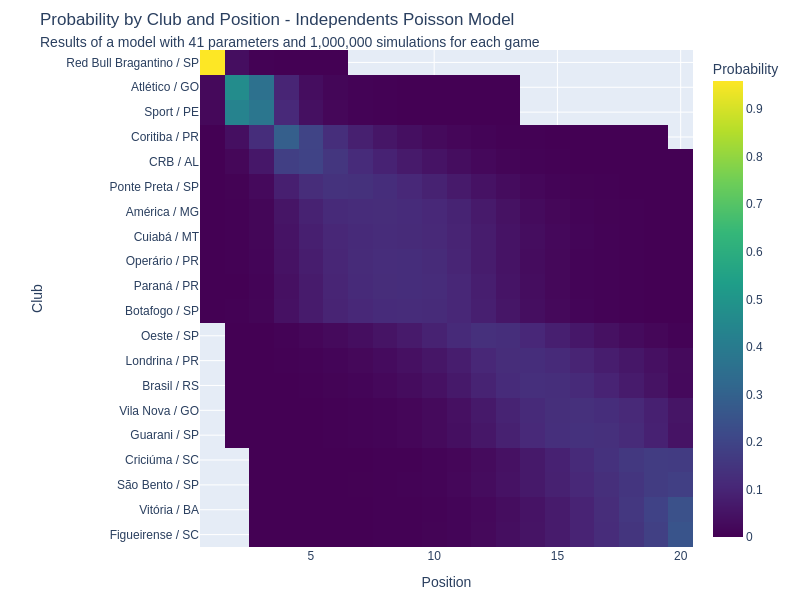 Probability by Club and Position - Independents Poisson Model
Results of a model with 41 parameters and 1,000,000 simulations for each game
Probability
Red Bull Bragantino / SP
Atlético / GO
Sport / PE
Coritiba / PR
CRB / AL
Ponte Preta / SP
América / MG
Cuiabá / MT
Operário / PR
Paraná / PR
Botafogo / SP
Oeste / SP
Londrina / PR
Brasil / RS
Vila Nova / GO
Guarani / SP
Criciúma / SC
São Bento / SP
Vitória / BA
Figueirense / SC
Club
5
10
15
20
Position
0.9
0.8
0.7
0.6
0.5
0.4
0.3
0.2
0.1
0